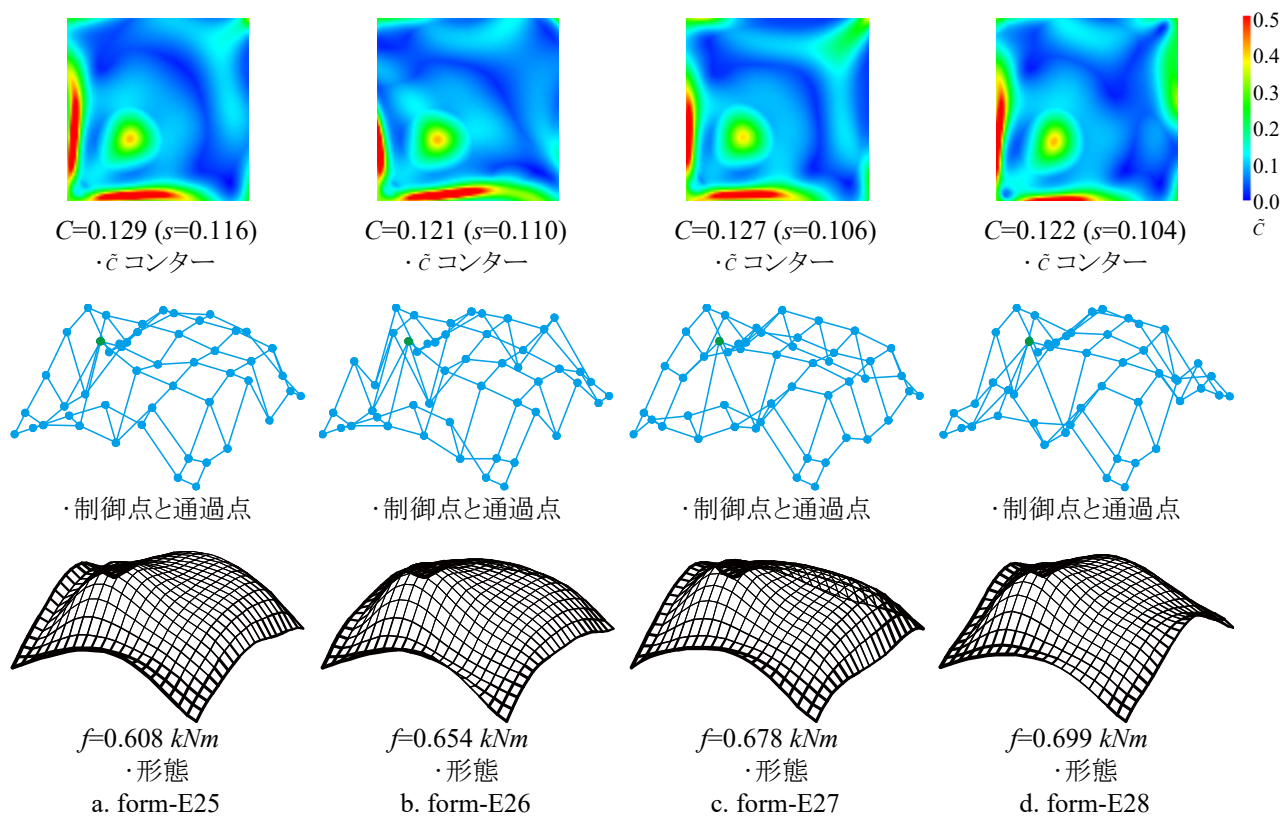 0.5
0.4
0.3
0.2
0.1
0.0
c̃
C=0.129 (s=0.116)
・c̃ コンター
C=0.121 (s=0.110)
・c̃ コンター
C=0.127 (s=0.106)
・c̃ コンター
C=0.122 (s=0.104)
・c̃ コンター
・制御点と通過点
・制御点と通過点
・制御点と通過点
・制御点と通過点
f=0.608 kNm
・形態
a. form-E25
f=0.654 kNm
・形態
b. form-E26
f=0.678 kNm
・形態
c. form-E27
f=0.699 kNm
・形態
d. form-E28